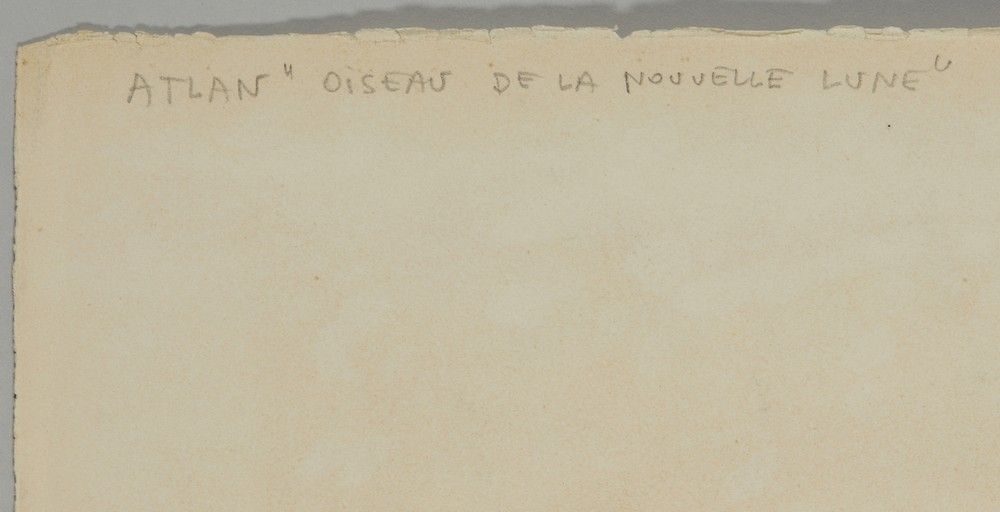 ATLAN " OISEAU DE LA NOUVELLE LUNE"